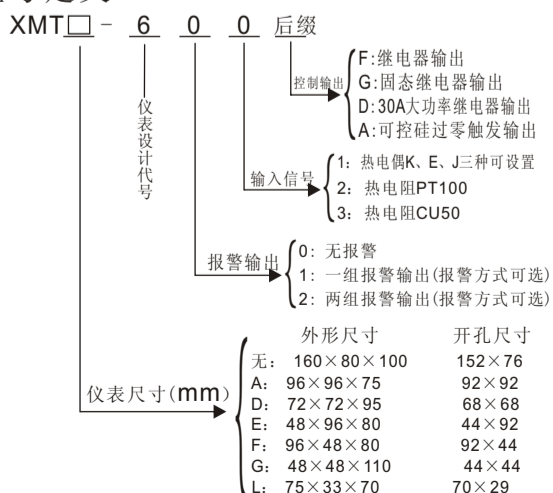 XMT□ - 6 0 0 后缀
控制输出
F:继电器输出
G:固态继电器输出
D:30A大功率继电器输出
A:可控硅过零触发输出
仪表设计代号
输入信号
1: 热电偶K、E、J三种可设置
2: 热电阻PT100
3: 热电阻CU50
报警输出
0: 无报警
1: 一组报警输出(报警方式可选)
2: 两组报警输出(报警方式可选)
仪表尺寸(mm)
外形尺寸 开孔尺寸
无: 160×80×100 152×76
A: 96×96×75 92×92
D: 72×72×95 68×68
E: 48×96×80 44×92
F: 96×48×80 92×44
G: 48×48×110 44×44
L: 75×33×70 70×29